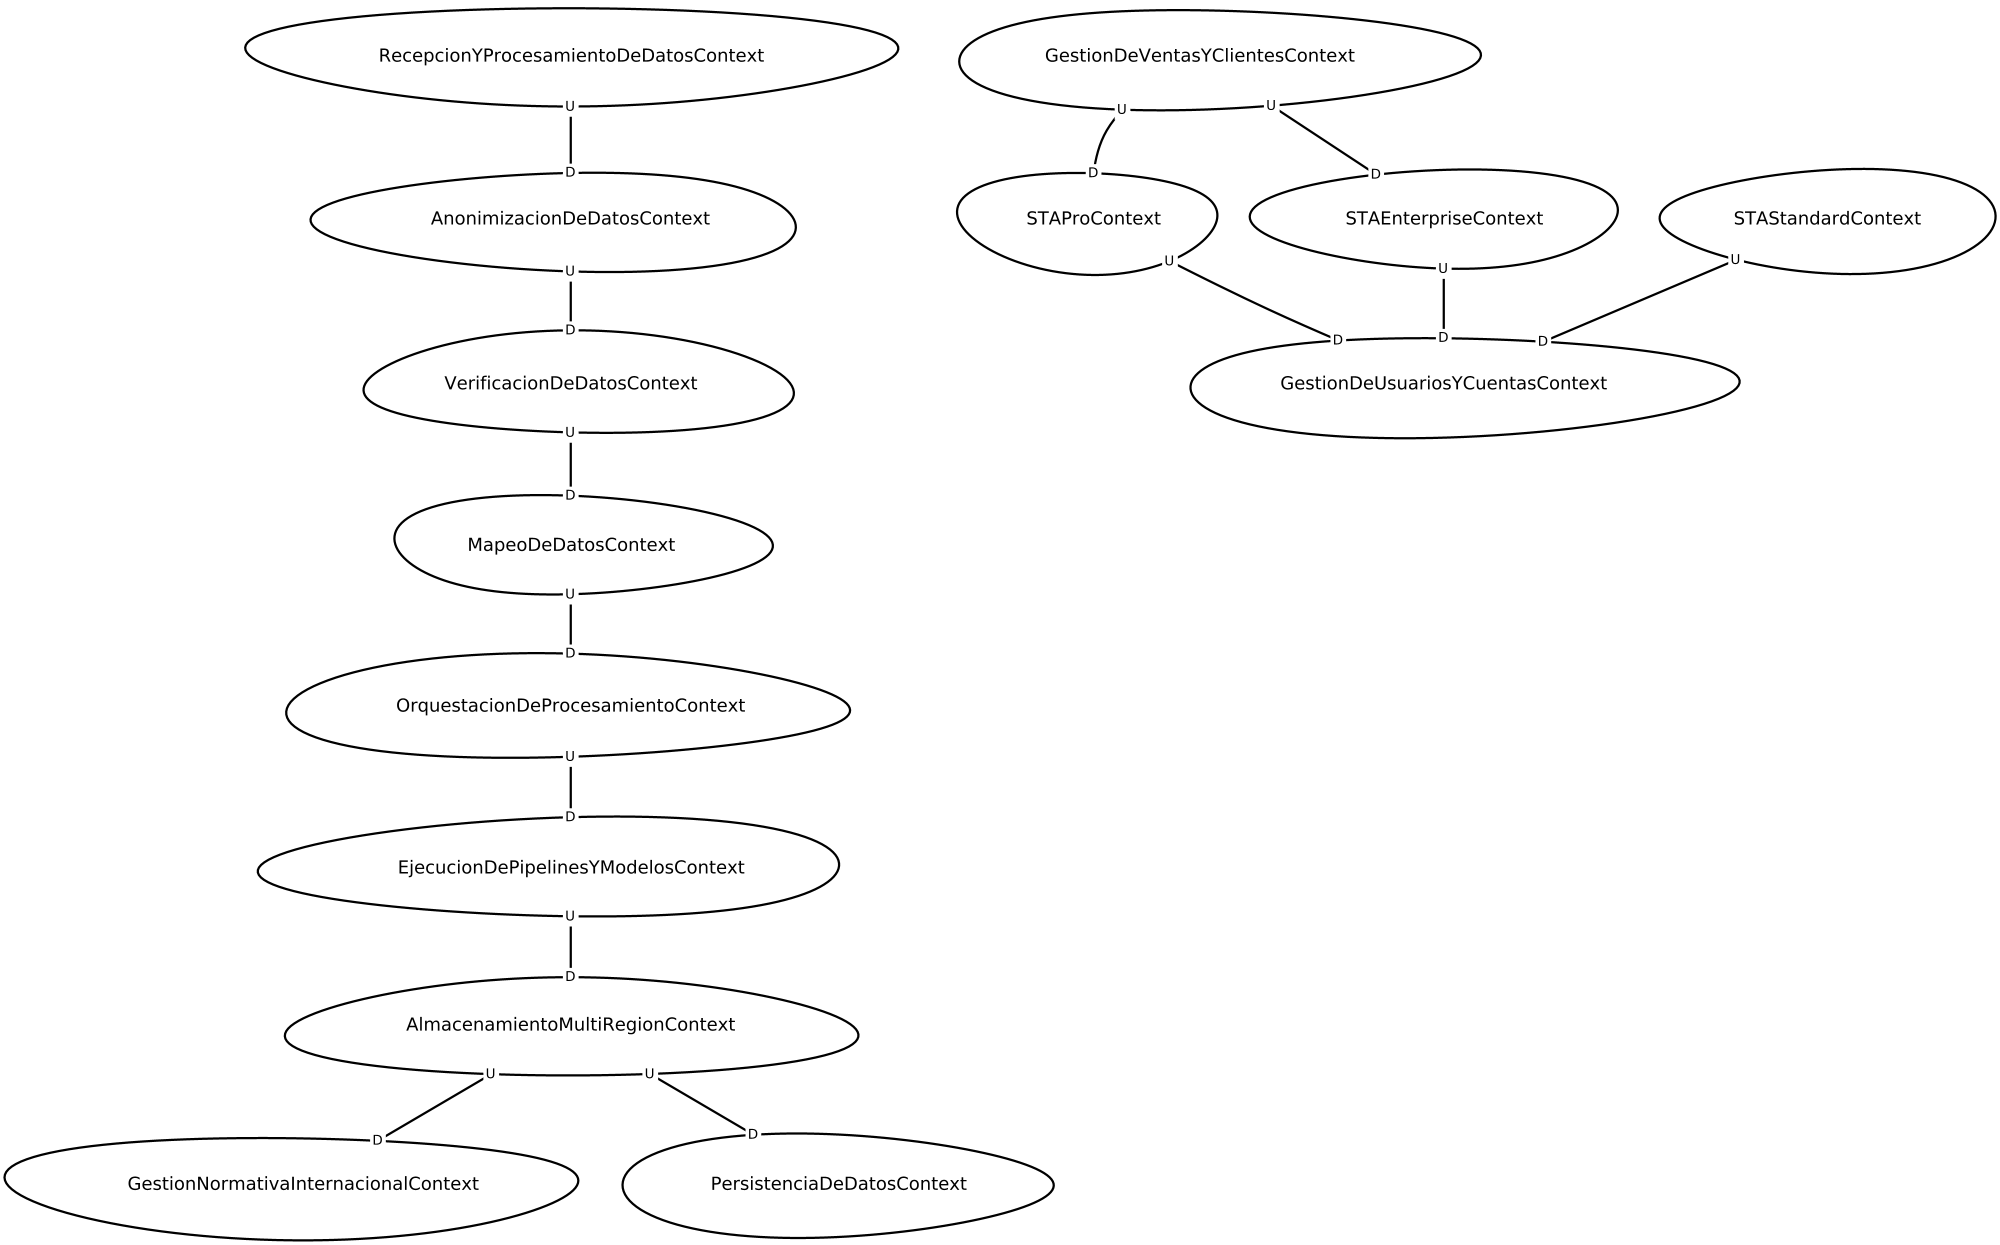 RecepcionYProcesamientoDeDatosContext
U
D
AnonimizacionDeDatosContext
U
D
VerificacionDeDatosContext
U
D
MapeoDeDatosContext
U
D
OrquestacionDeProcesamientoContext
U
D
EjecucionDePipelinesYModelosContext
U
D
AlmacenamientoMultiRegionContext
U U
D D
GestionNormativaInternacionalContext
PersistenciaDeDatosContext
GestionDeVentasYClientesContext
U U
D D
STAProContext
STAEnterpriseContext
STAStandardContext
U U U
D D D
GestionDeUsuariosYCuentasContext